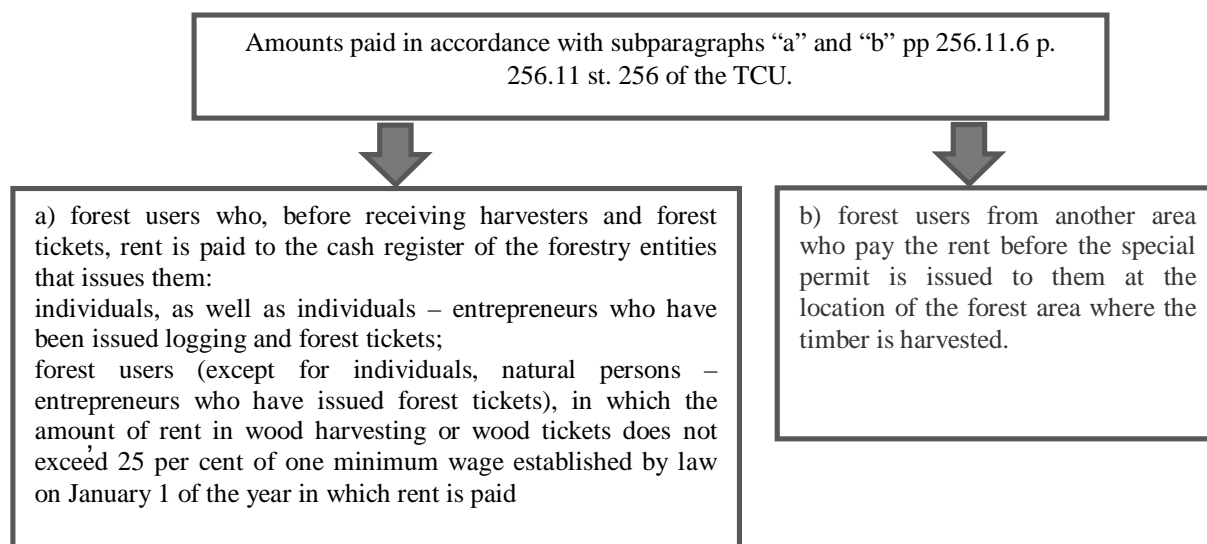 Amounts paid in accordance with subparagraphs “a” and “b” pp 256.11.6 p.
256.11 st. 256 of the TCU.
a) forest users who, before receiving harvesters and forest
tickets, rent is paid to the cash register of the forestry entities
that issues them:
individuals, as well as individuals – entrepreneurs who have
been issued logging and forest tickets;
forest users (except for individuals, natural persons –
entrepreneurs who have issued forest tickets), in which the
amount of rent in wood harvesting or wood tickets does not
exceed 25 per cent of one minimum wage established by law
on January 1 of the year in which rent is paid
;
b) forest users from another area
who pay the rent before the special
permit is issued to them at the
location of the forest area where the
timber is harvested.